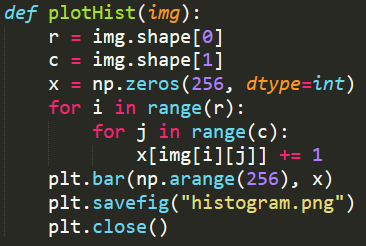 def plotHist(img):
    r = img.shape[0]
    c = img.shape[1]
    x = np.zeros(256, dtype=int)
    for i in range(r):
        for j in range(c):
            x[img[i][j]] += 1
    plt.bar(np.arange(256), x)
    plt.savefig("histogram.png")
    plt.close()